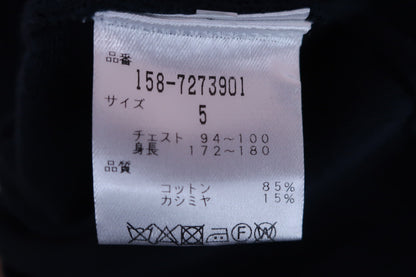 品番
158-7273901
サイズ
5
チェスト 94～100
身長 172～180
品質
コットン 85%
カシミヤ 15%